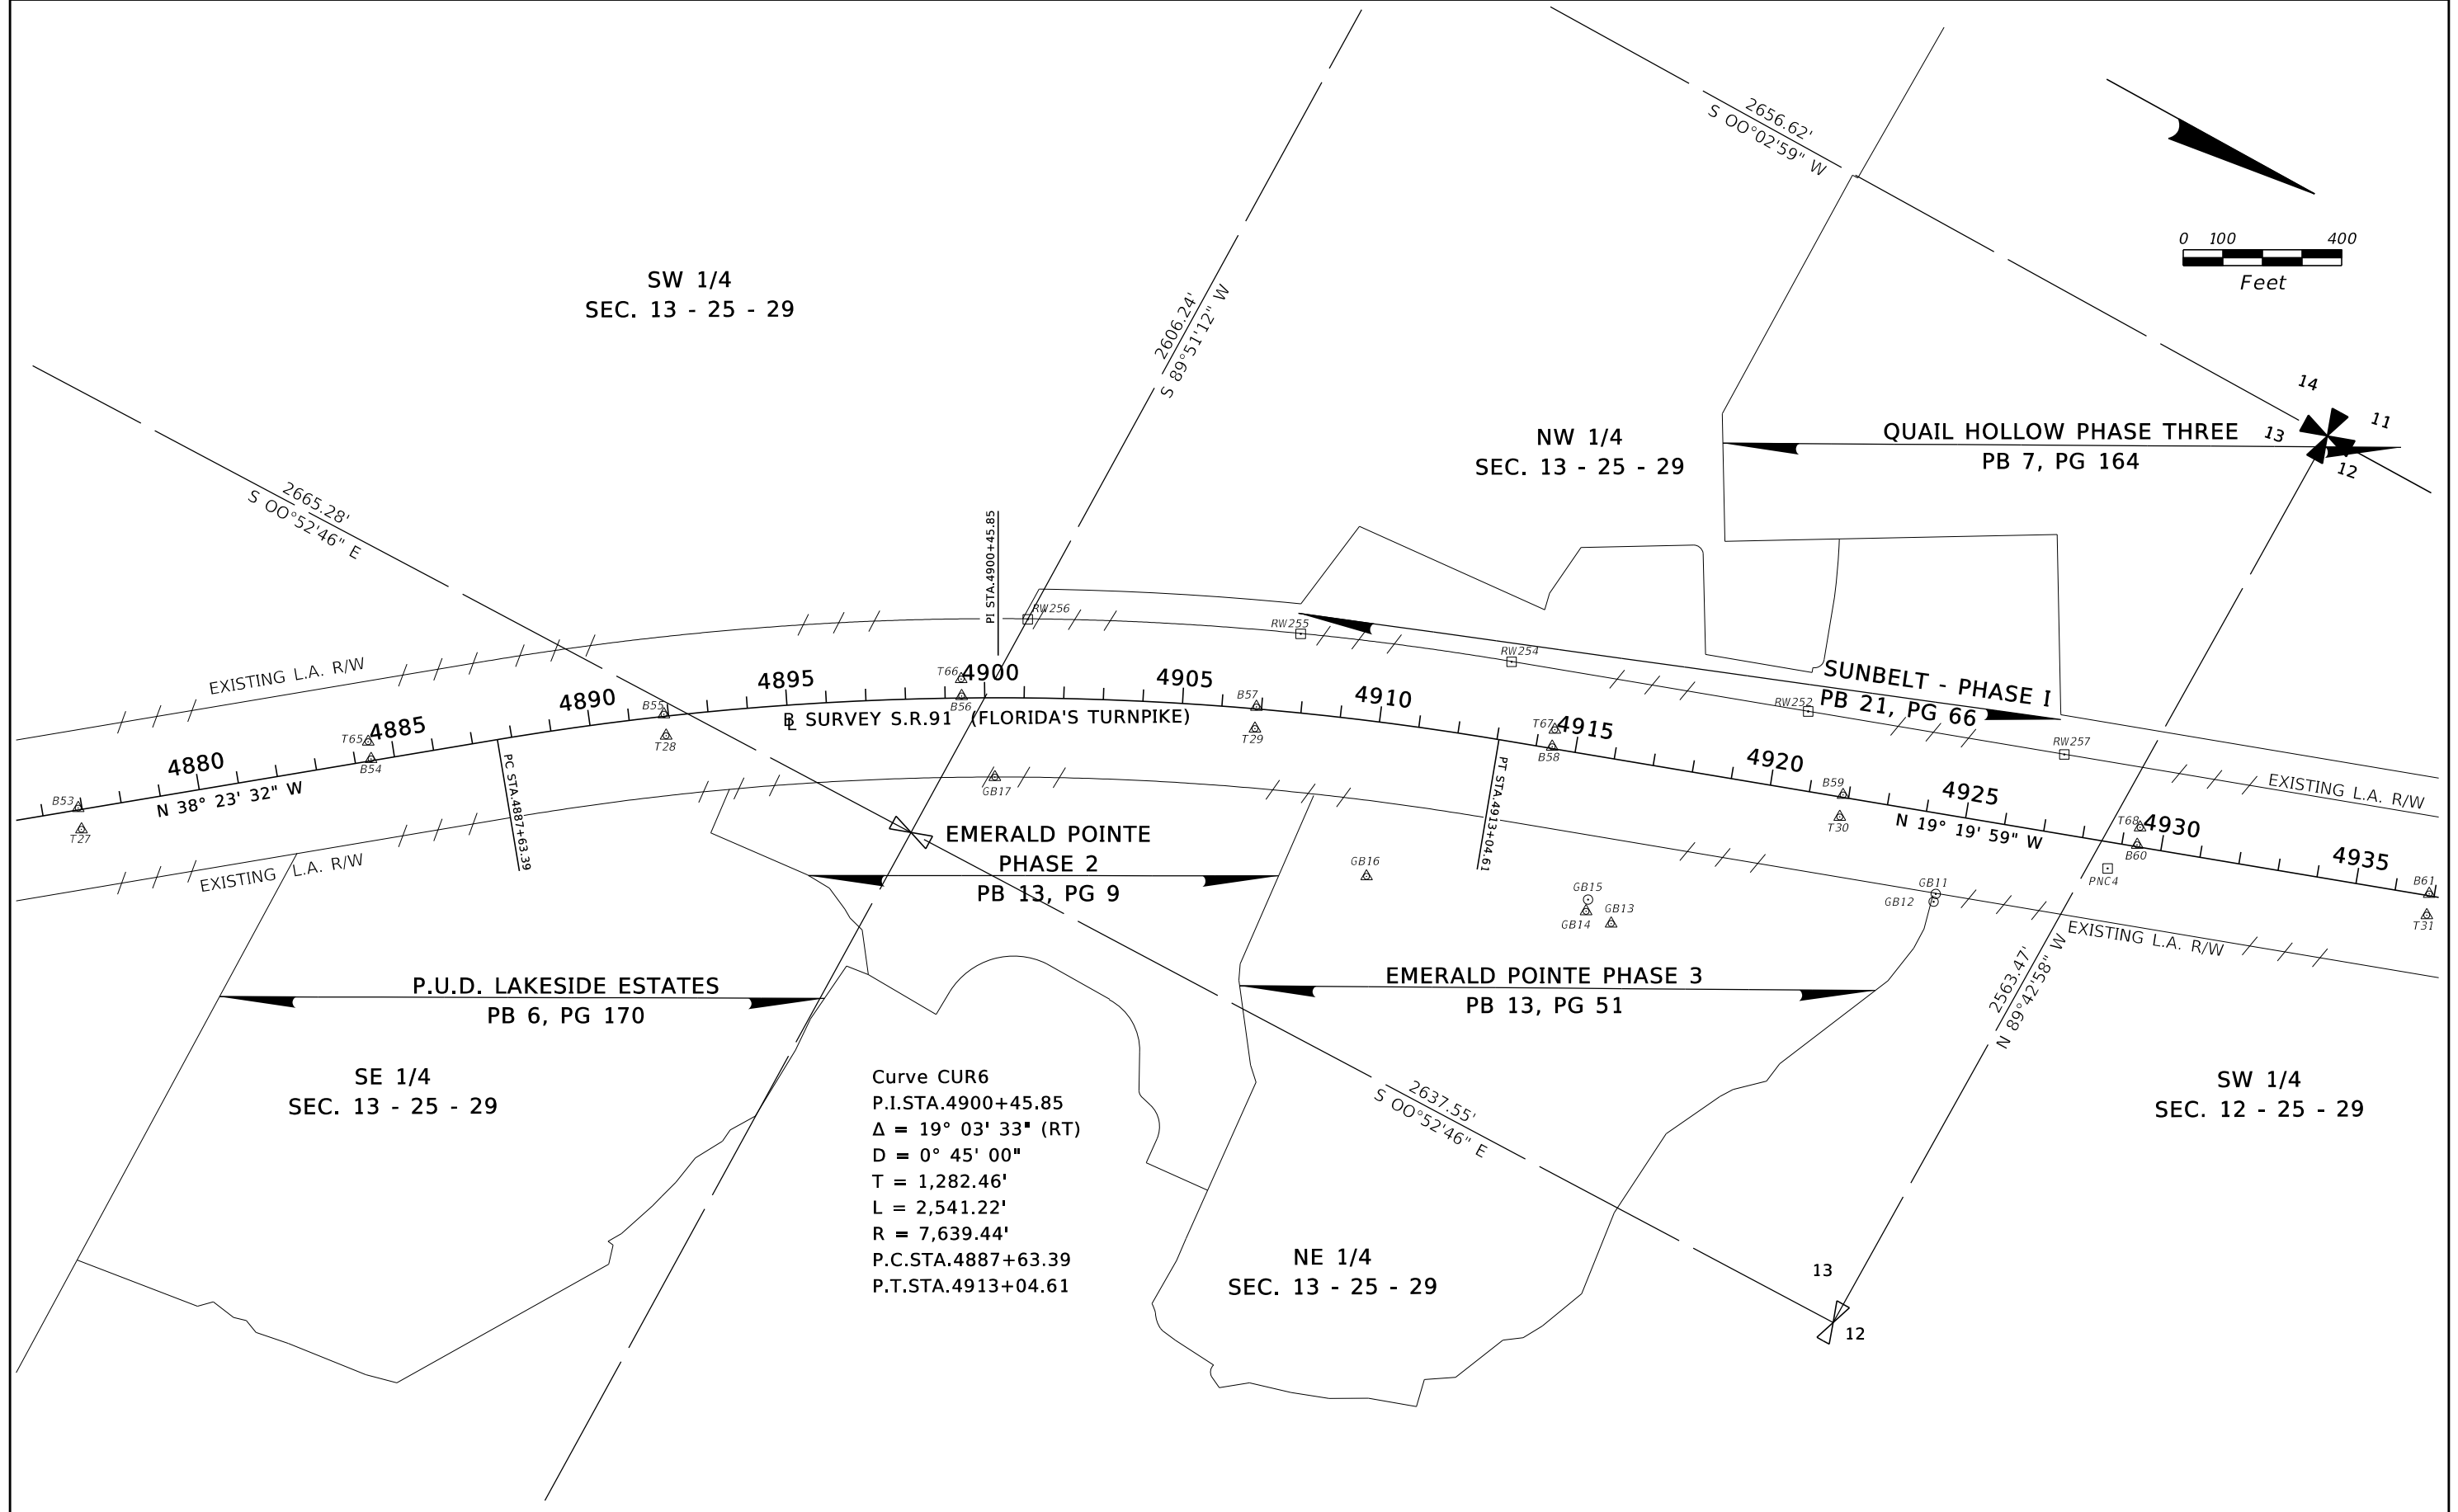 2656.62'
S OO°02'59" W
0 100 400
Feet
SW 1/4
SEC. 13 - 25 - 29
2606.24'
S 89°51'12" W
14
11
13
12
NW 1/4
SEC. 13 - 25 - 29
QUAIL HOLLOW PHASE THREE
PB 7, PG 164
2665.28'
S OO°52'46" E
PI STA.4900+45.85
RW256
RW255
RW254
RW252
RW257
EXISTING L.A. R/W
SUNBELT - PHASE I
PB 21, PG 66
EXISTING L.A. R/W
4880
4885
4890
4895
4900
4905
4910
4915
4920
4925
4930
4935
B53
T27
T65
B54
B55
T28
T66
B56
B57
T29
T67
B58
B59
T30
T68
B60
B61
T31
N 38° 23' 32" W
PC STA.4887+63.39
BL SURVEY S.R.91 (FLORIDA'S TURNPIKE)
PT STA.4913+04.61
N 19° 19' 59" W
GB17
GB16
GB15
GB14
GB13
GB11
GB12
PNC4
EXISTING L.A. R/W
EXISTING L.A. R/W
EMERALD POINTE
PHASE 2
PB 13, PG 9
P.U.D. LAKESIDE ESTATES
PB 6, PG 170
EMERALD POINTE PHASE 3
PB 13, PG 51
2563.47'
N 89°42'58" W
SE 1/4
SEC. 13 - 25 - 29
Curve CUR6
P.I.STA.4900+45.85
Δ = 19° 03' 33" (RT)
D = 0° 45' 00"
T = 1,282.46'
L = 2,541.22'
R = 7,639.44'
P.C.STA.4887+63.39
P.T.STA.4913+04.61
2637.55'
S OO°52'46" E
SW 1/4
SEC. 12 - 25 - 29
NE 1/4
SEC. 13 - 25 - 29
13
12